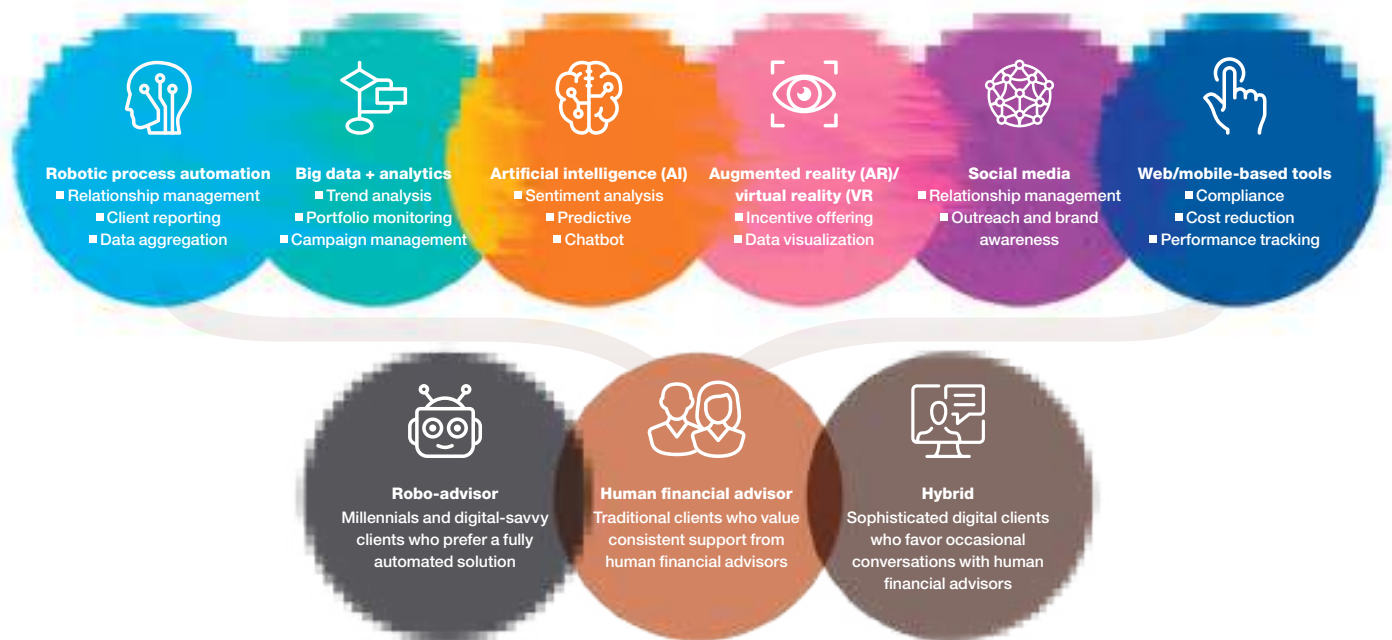 Robotic process automation
■ Relationship management
■ Client reporting
■ Data aggregation
Big data + analytics
■ Trend analysis
■ Portfolio monitoring
■ Campaign management
Artificial intelligence (AI)
■ Sentiment analysis
■ Predictive
■ Chatbot
Augmented reality (AR)/
virtual reality (VR
■ Incentive offering
■ Data visualization
Social media
■ Relationship management
■ Outreach and brand
awareness
Web/mobile-based tools
■ Compliance
■ Cost reduction
■ Performance tracking
Robo-advisor
Millennials and digital-savvy
clients who prefer a fully
automated solution
Human financial advisor
Traditional clients who value
consistent support from
human financial advisors
Hybrid
Sophisticated digital clients
who favor occasional
conversations with human
financial advisors